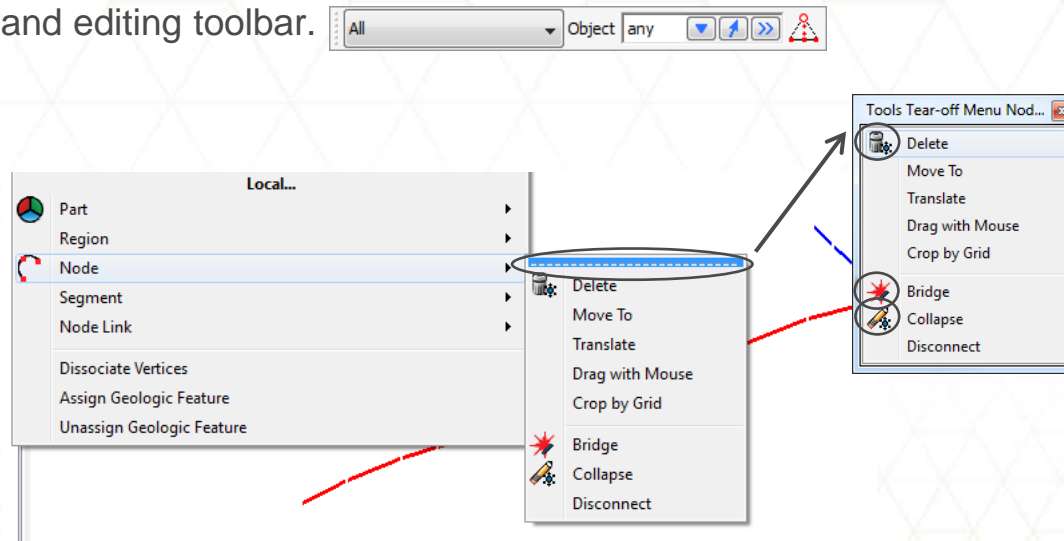 and editing toolbar.
All Object any
Tools Tear-off Menu Nod...
Delete
Move To
Translate
Drag with Mouse
Crop by Grid
Bridge
Collapse
Disconnect
Local...
Part
Region
Node
Segment
Node Link
Dissociate Vertices
Assign Geologic Feature
Unassign Geologic Feature
Delete
Move To
Translate
Drag with Mouse
Crop by Grid
Bridge
Collapse
Disconnect